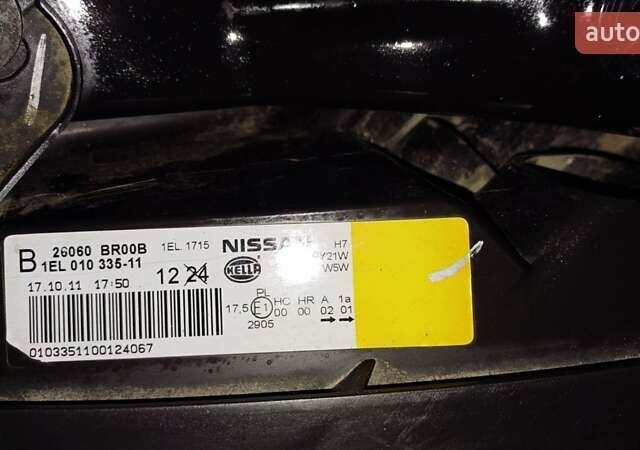 auto
B 26060 BR00B 1EL 1715 NISSA H7
1EL 010 335-11 HELLA Y21W
17.10.11 17:50 12 24 W5W
PL
17,5 E1 HC HR A 1a
00 00 02 01
2905
0103351100124067